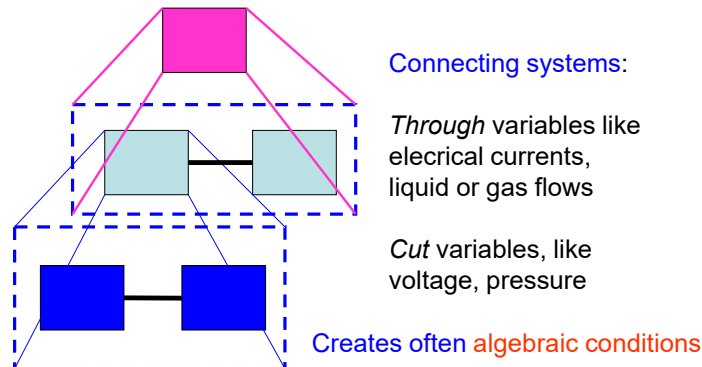 Connecting systems:
Through variables like
elecrical currents,
liquid or gas flows
Cut variables, like
voltage, pressure
Creates often algebraic conditions